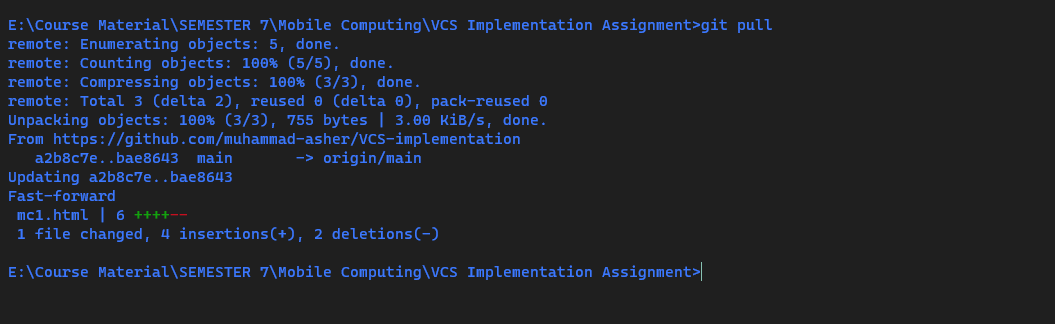 E:\Course Material\SEMESTER 7\Mobile Computing\VCS Implementation Assignment>git pull
remote: Enumerating objects: 5, done.
remote: Counting objects: 100% (5/5), done.
remote: Compressing objects: 100% (3/3), done.
remote: Total 3 (delta 2), reused 0 (delta 0), pack-reused 0
Unpacking objects: 100% (3/3), 755 bytes | 3.00 KiB/s, done.
From https://github.com/muhammad-asher/VCS-implementation
   a2b8c7e..bae8643  main       -> origin/main
Updating a2b8c7e..bae8643
Fast-forward
 mc1.html | 6 ++++--
 1 file changed, 4 insertions(+), 2 deletions(-)
E:\Course Material\SEMESTER 7\Mobile Computing\VCS Implementation Assignment>